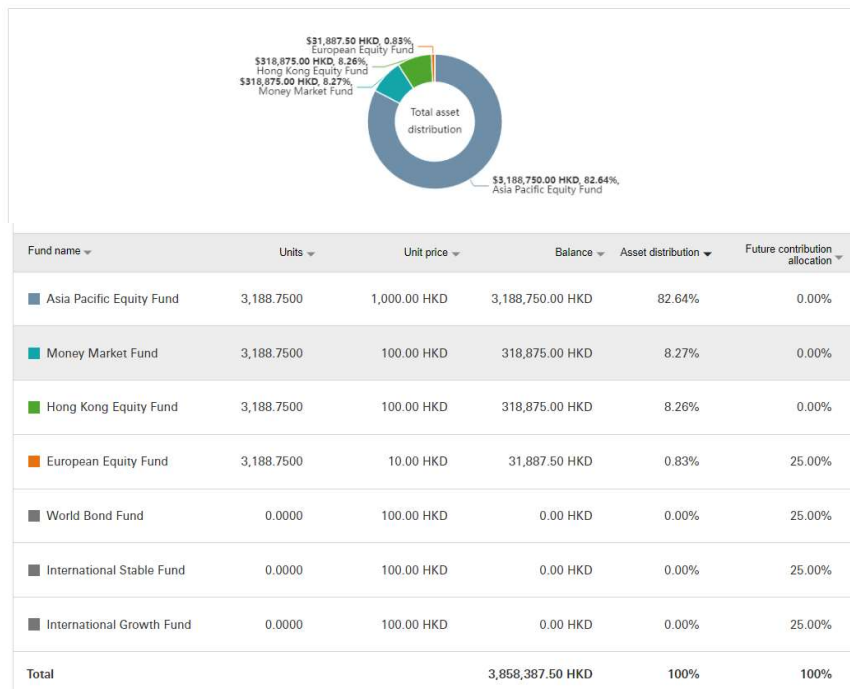 $31,887.50 HKD, 0.83%,
European Equity Fund
$318,875.00 HKD, 8.26%,
Hong Kong Equity Fund
$318,875.00 HKD, 8.27%,
Money Market Fund
Total asset
distribution
$3,188,750.00 HKD, 82.64%,
Asia Pacific Equity Fund
Fund name Units Unit price Balance Asset distribution Future contribution
allocation
Asia Pacific Equity Fund 3,188.7500 1,000.00 HKD 3,188,750.00 HKD 82.64% 0.00%
Money Market Fund 3,188.7500 100.00 HKD 318,875.00 HKD 8.27% 0.00%
Hong Kong Equity Fund 3,188.7500 100.00 HKD 318,875.00 HKD 8.26% 0.00%
European Equity Fund 3,188.7500 10.00 HKD 31,887.50 HKD 0.83% 25.00%
World Bond Fund 0.0000 100.00 HKD 0.00 HKD 0.00% 25.00%
International Stable Fund 0.0000 100.00 HKD 0.00 HKD 0.00% 25.00%
International Growth Fund 0.0000 100.00 HKD 0.00 HKD 0.00% 25.00%
Total 3,858,387.50 HKD 100% 100%